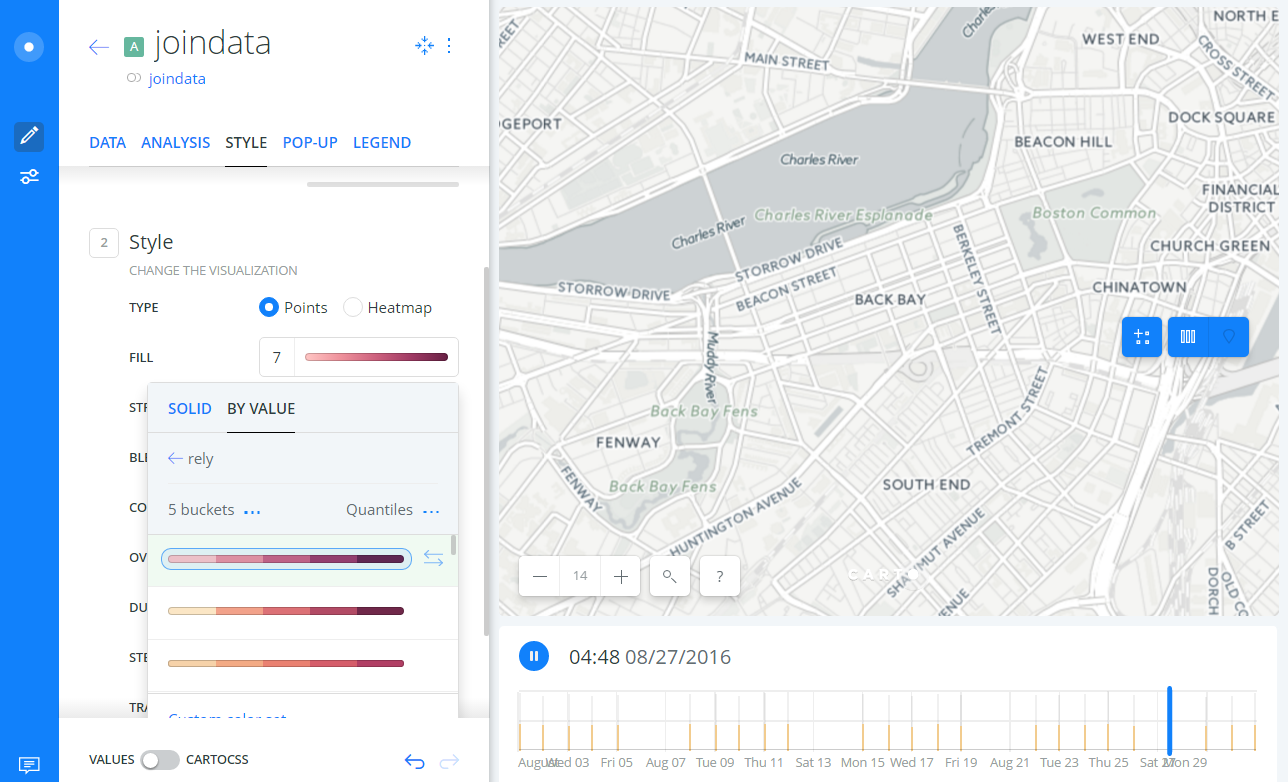 A joindata
joindata
DATA ANALYSIS STYLE POP-UP LEGEND
2 Style
CHANGE THE VISUALIZATION
TYPE Points Heatmap
FILL 7
STR
SOLID BY VALUE
BLE
rely
CO
5 buckets ... Quantiles ...
OV
DU
STE
TRA
Custom color set
VALUES CARTOCSS
NORTH E
WEST END
CROSS STREET
MAIN STREET
Charles
REET
DGEPORT
DOCK SQUARE
BEACON HILL
Charles River
FINANCIAL
DISTRICT
Charles River Esplanade
Boston Common
Charles River
CHURCH GREEN
STORROW DRIVE
BERKELEY STREET
BEACON STREET
STORROW DRIVE
BACK BAY
CHINATOWN
Muddy River
TREMONT STREET
Back Bay Fens
FENWAY
FENWAY
Back Bay Fens
SOUTH END
HUNTINGTON AVENUE
SHAWMUT AVENUE
VENUE
B STREET
OLD CO
DORCH
14
?
CARTO
04:48 08/27/2016
August Wed 03 Fri 05 Aug 07 Tue 09 Thu 11 Sat 13 Mon 15 Wed 17 Fri 19 Aug 21 Tue 23 Thu 25 Sat 27 Mon 29